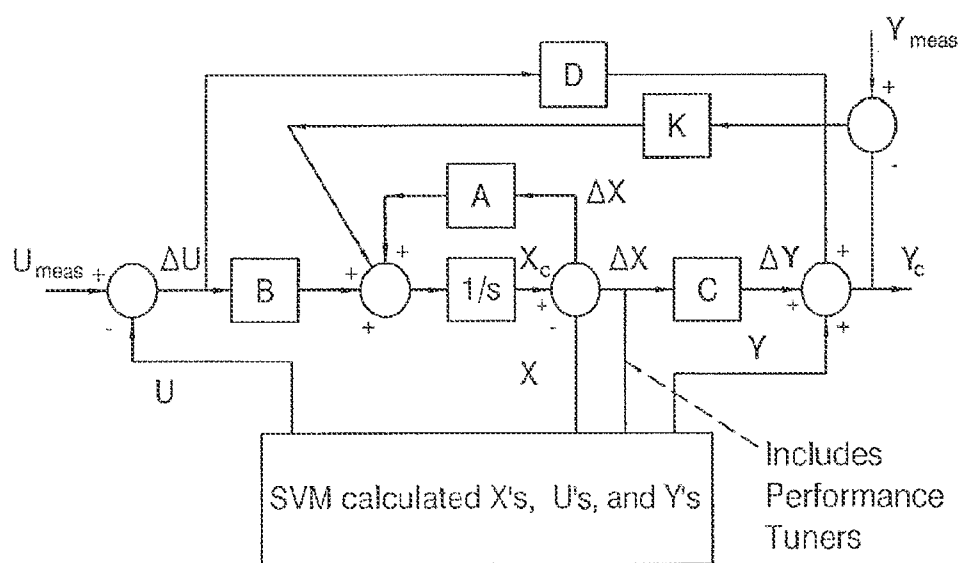 Y meas
D
+
K
-
A
ΔX
U meas
+
ΔU
B
+
+
+
1/s
X c
+
-
ΔX
C
ΔY
+
+
+
Y c
-
U
X
Y
SVM calculated X's, U's, and Y's
Includes
Performance
Tuners